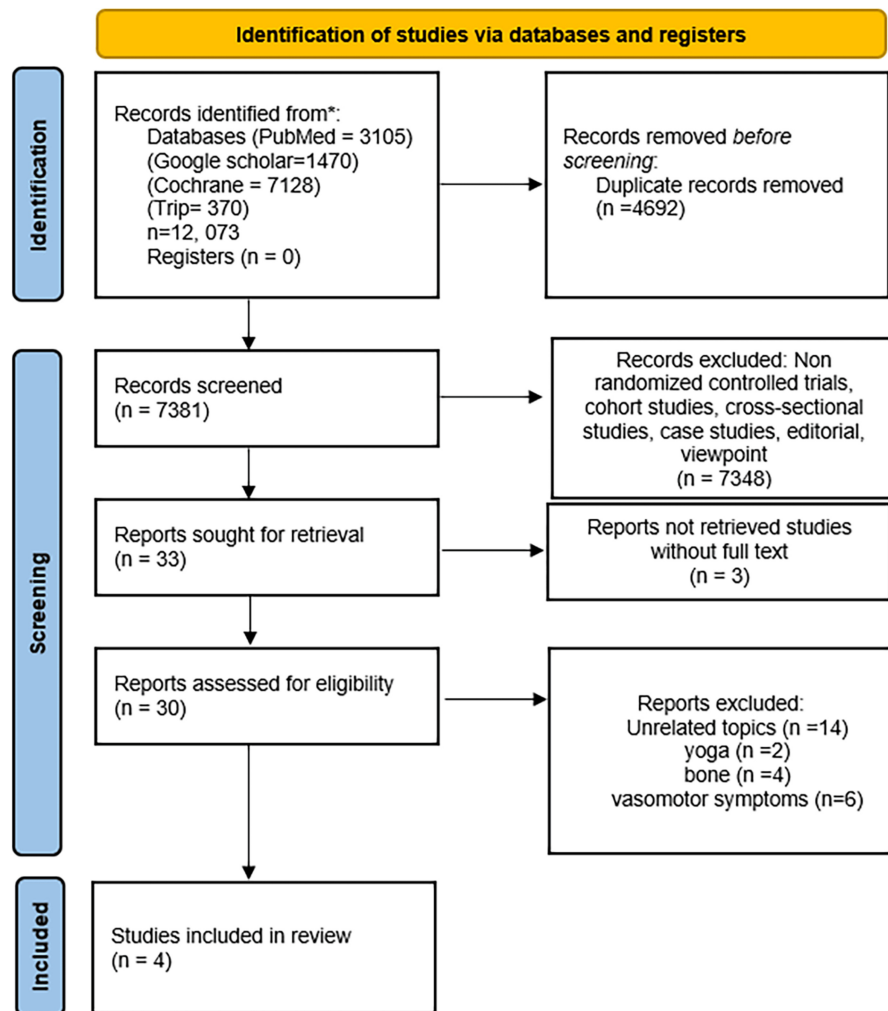 Identification of studies via databases and registers
Identification
Records identified from*:
Databases (PubMed = 3105)
(Google scholar=1470)
(Cochrane = 7128)
(Trip= 370)
n=12, 073
Registers (n = 0)
Records removed before
screening:
Duplicate records removed
(n =4692)
Screening
Records screened
(n = 7381)
Records excluded: Non
randomized controlled trials,
cohort studies, cross-sectional
studies, case studies, editorial,
viewpoint
(n = 7348)
Reports sought for retrieval
(n = 33)
Reports not retrieved studies
without full text
(n = 3)
Reports assessed for eligibility
(n = 30)
Reports excluded:
Unrelated topics (n =14)
yoga (n =2)
bone (n =4)
vasomotor symptoms (n=6)
Included
Studies included in review
(n = 4)